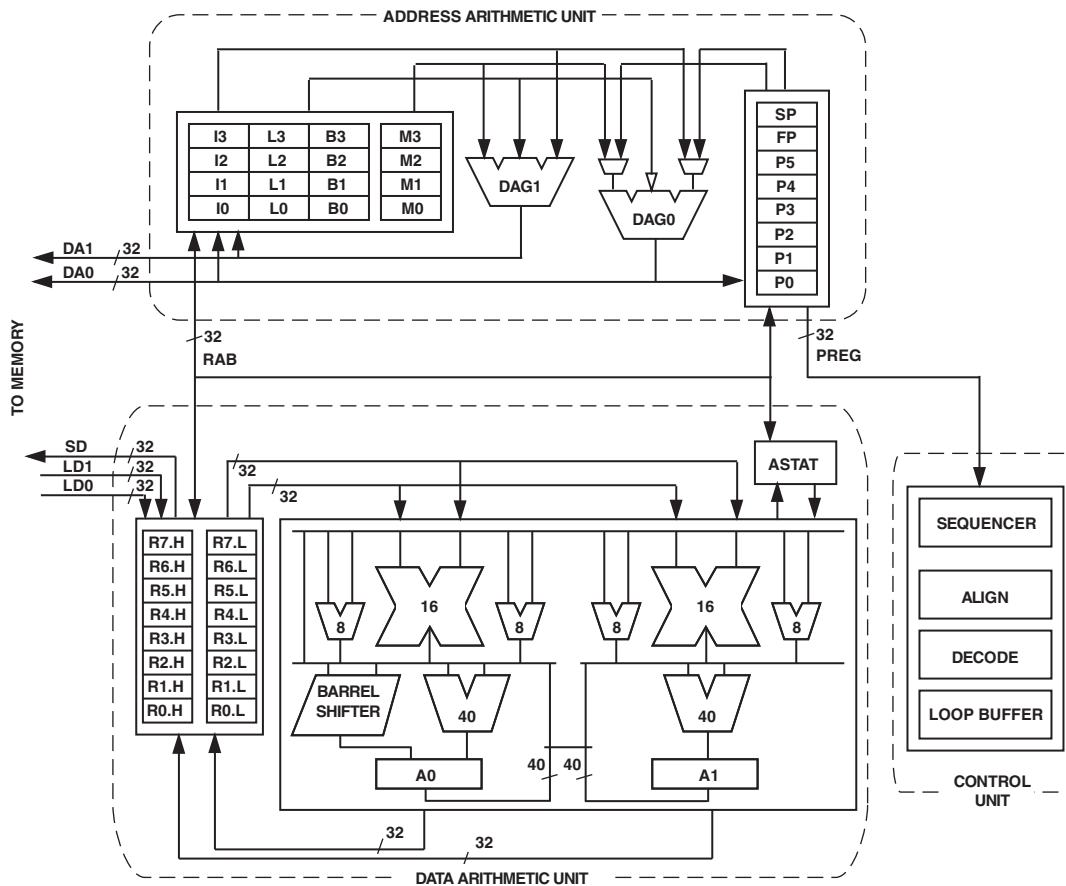 ADDRESS ARITHMETIC UNIT
I3 L3 B3 M3
I2 L2 B2 M2
I1 L1 B1 M1
I0 L0 B0 M0
DAG1
DAG0
SP
FP
P5
P4
P3
P2
P1
P0
DA1 32
DA0 32
TO MEMORY
32
RAB
32
PREG
SD 32
LD1 32
LD0 32
32
32
ASTAT
R7.H R7.L
R6.H R6.L
R5.H R5.L
R4.H R4.L
R3.H R3.L
R2.H R2.L
R1.H R1.L
R0.H R0.L
8 16 8 8 16 8
BARREL
SHIFTER
40
40
A0
40 40
A1
32
32
DATA ARITHMETIC UNIT
SEQUENCER
ALIGN
DECODE
LOOP BUFFER
CONTROL
UNIT